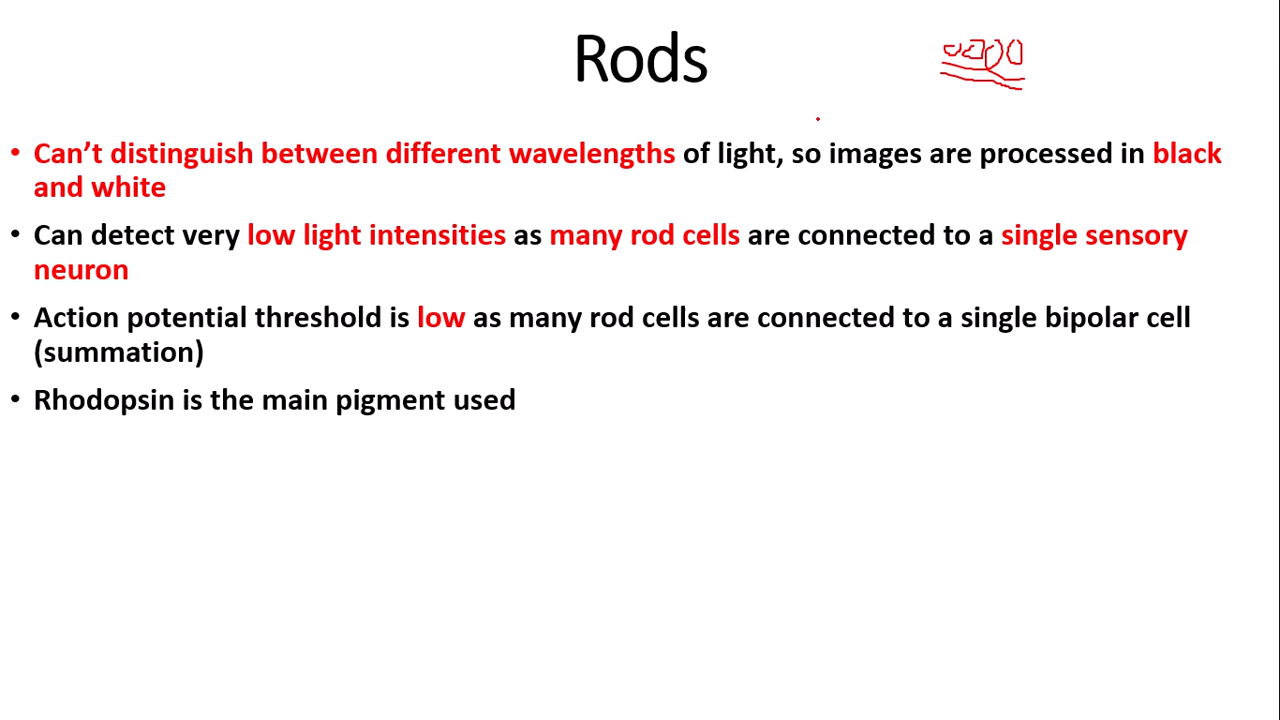 Rods
• Can’t distinguish between different wavelengths of light, so images are processed in black
and white
• Can detect very low light intensities as many rod cells are connected to a single sensory
neuron
• Action potential threshold is low as many rod cells are connected to a single bipolar cell
(summation)
• Rhodopsin is the main pigment used